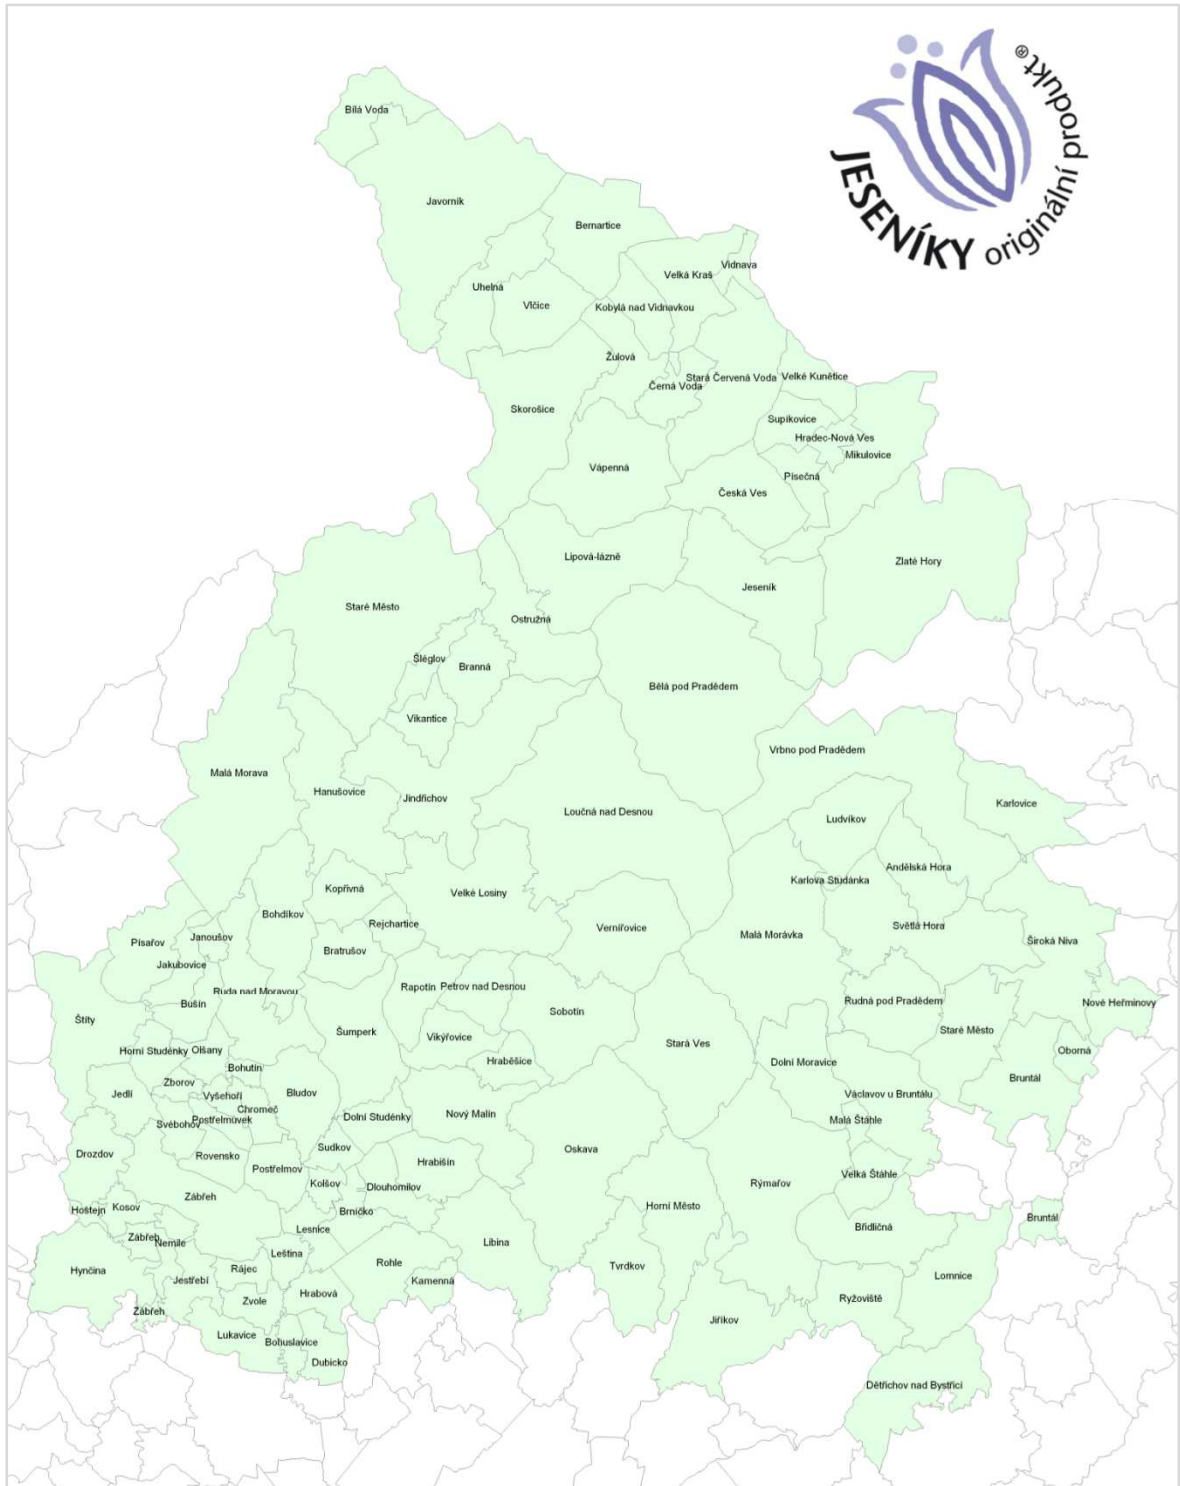 JESENÍKY originální produkt®
Bílá Voda
Javorník
Bernartice
Vidnava
Velká Kraš
Uhelná
Vlčice
Kobylá nad Vidnavkou
Žulová
Stará Červená Voda
Velké Kunětice
Černá Voda
Skorošice
Supíkovice
Hradec-Nová Ves
Mikulovice
Vápenná
Písečná
Česká Ves
Lipová-lázně
Zlaté Hory
Jeseník
Staré Město
Ostružná
Šléglov
Branná
Bělá pod Pradědem
Vikantice
Vrbno pod Pradědem
Malá Morava
Hanušovice
Jindřichov
Karlovice
Loučná nad Desnou
Ludvíkov
Andělská Hora
Karlova Studánka
Kopřivná
Velké Losiny
Bohdíkov
Rejchartice
Světlá Hora
Vernířovice
Malá Morávka
Janoušov
Písařov
Široká Niva
Bratrušov
Jakubovice
Rapotín
Petrov nad Desnou
Ruda nad Moravou
Bušín
Rudná pod Pradědem
Nové Heřminovy
Sobotín
Štíty
Šumperk
Staré Město
Vikýřovice
Stará Ves
Horní Studénky
Olšany
Oborná
Hraběšice
Dolní Moravice
Bohutín
Bruntál
Zborov
Jedlí
Vyšehoří
Bludov
Václavov u Bruntálu
Chromeč
Nový Malín
Dolní Studénky
Postřelmůvek
Svébohov
Malá Štáhle
Sudkov
Oskava
Drozdov
Rovensko
Hrabišín
Postřelmov
Velká Štáhle
Kolšov
Dlouhomilov
Rýmařov
Zábřeh
Hoštejn
Kosov
Horní Město
Brníčko
Bruntál
Lesnice
Břidličná
Zábřeh
Nemile
Libina
Leština
Rohle
Tvrdkov
Hynčina
Rájec
Jestřebí
Kamenná
Lomnice
Hrabová
Zvole
Ryžoviště
Zábřeh
Jiříkov
Lukavice
Bohuslavice
Dubicko
Dětřichov nad Bystřicí